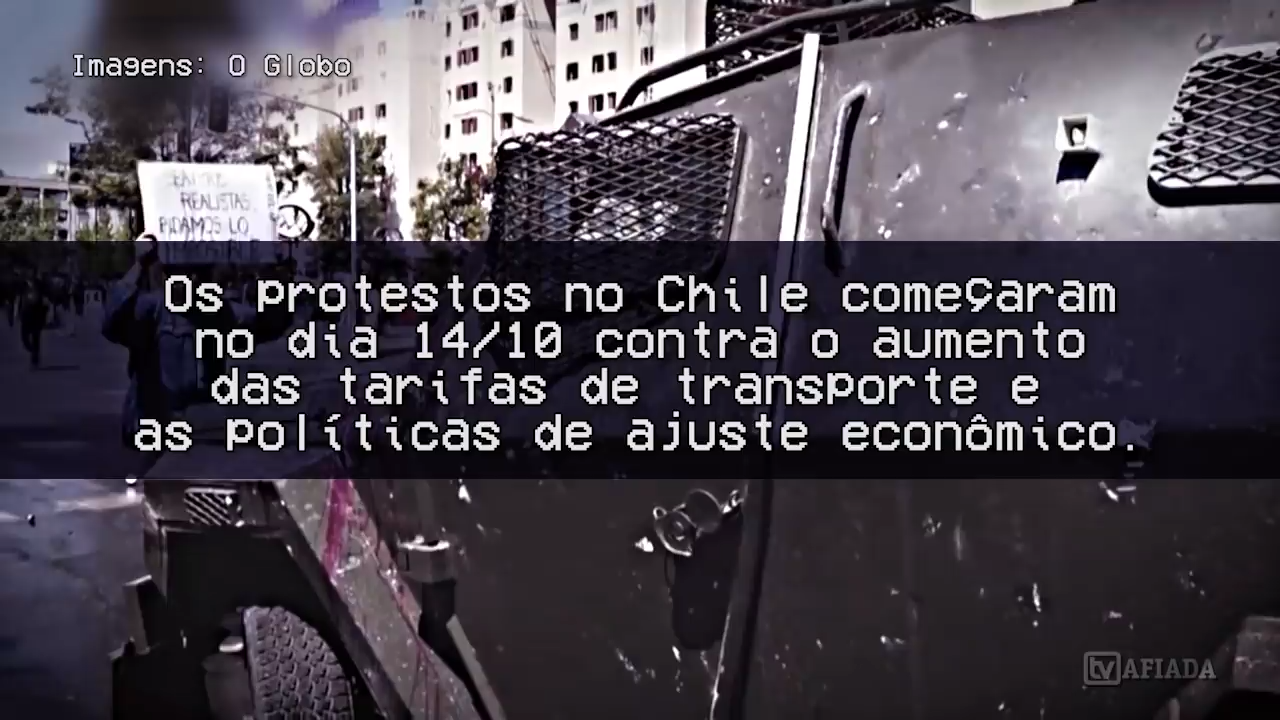 Imagens: O Globo
REALISTAS
PIDAMOS LO
Os protestos no Chile começaram
no dia 14/10 contra o aumento
das tarifas de transporte e
as políticas de ajuste econômico.
tv AFIADA